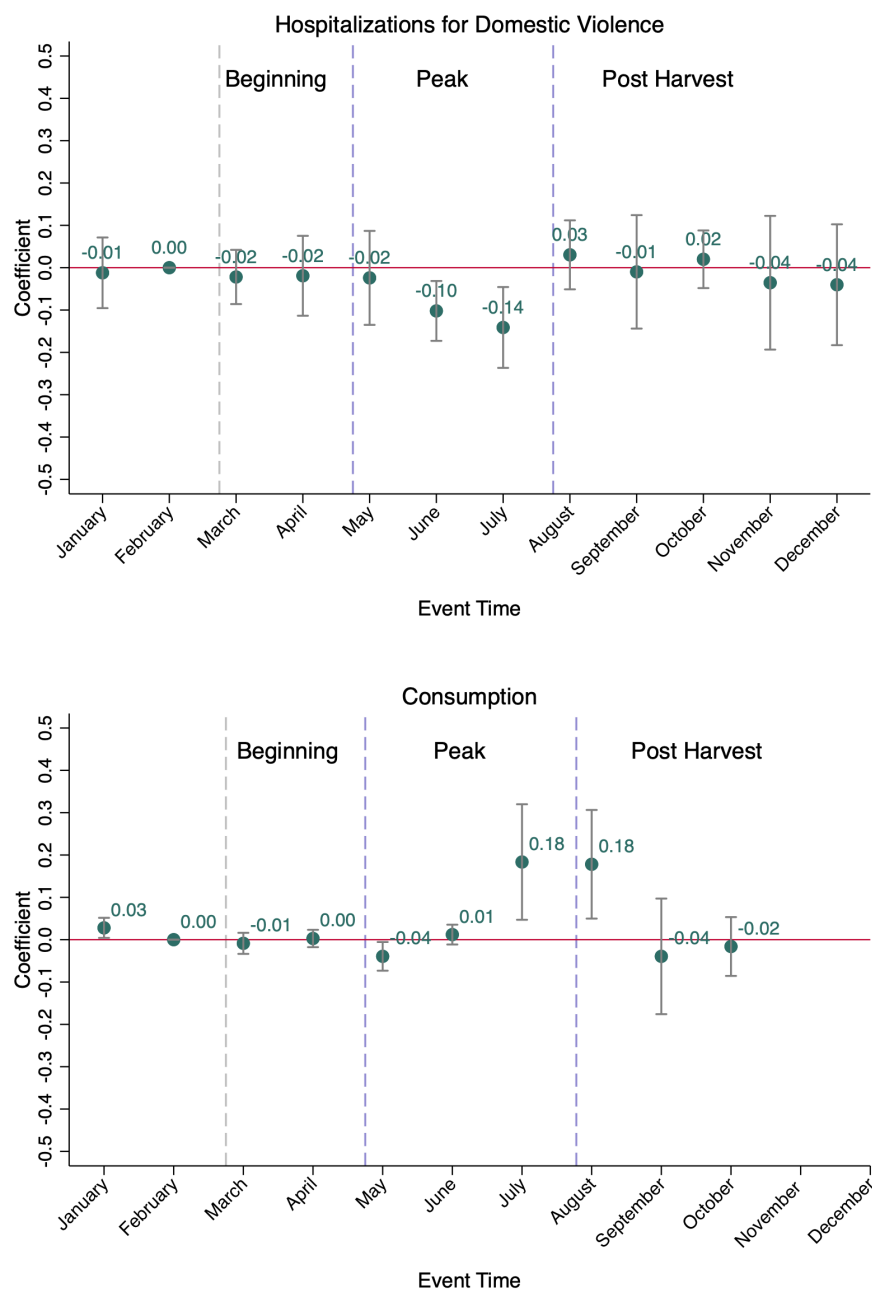 Hospitalizations for Domestic Violence
Beginning Peak Post Harvest
Coefficient
0.5
0.4
0.3
0.2
0.1
0.0
-0.1
-0.2
-0.3
-0.4
-0.5
-0.01 0.00 -0.02 -0.02 -0.02 -0.10 -0.14 0.03 -0.01 0.02 -0.04 -0.04
January February March April May June July August September October November December
Event Time
Consumption
Beginning Peak Post Harvest
Coefficient
0.5
0.4
0.3
0.2
0.1
0.0
-0.1
-0.2
-0.3
-0.4
-0.5
0.03 0.00 -0.01 0.00 -0.04 0.01 0.18 0.18 -0.04 -0.02
January February March April May June July August September October November December
Event Time